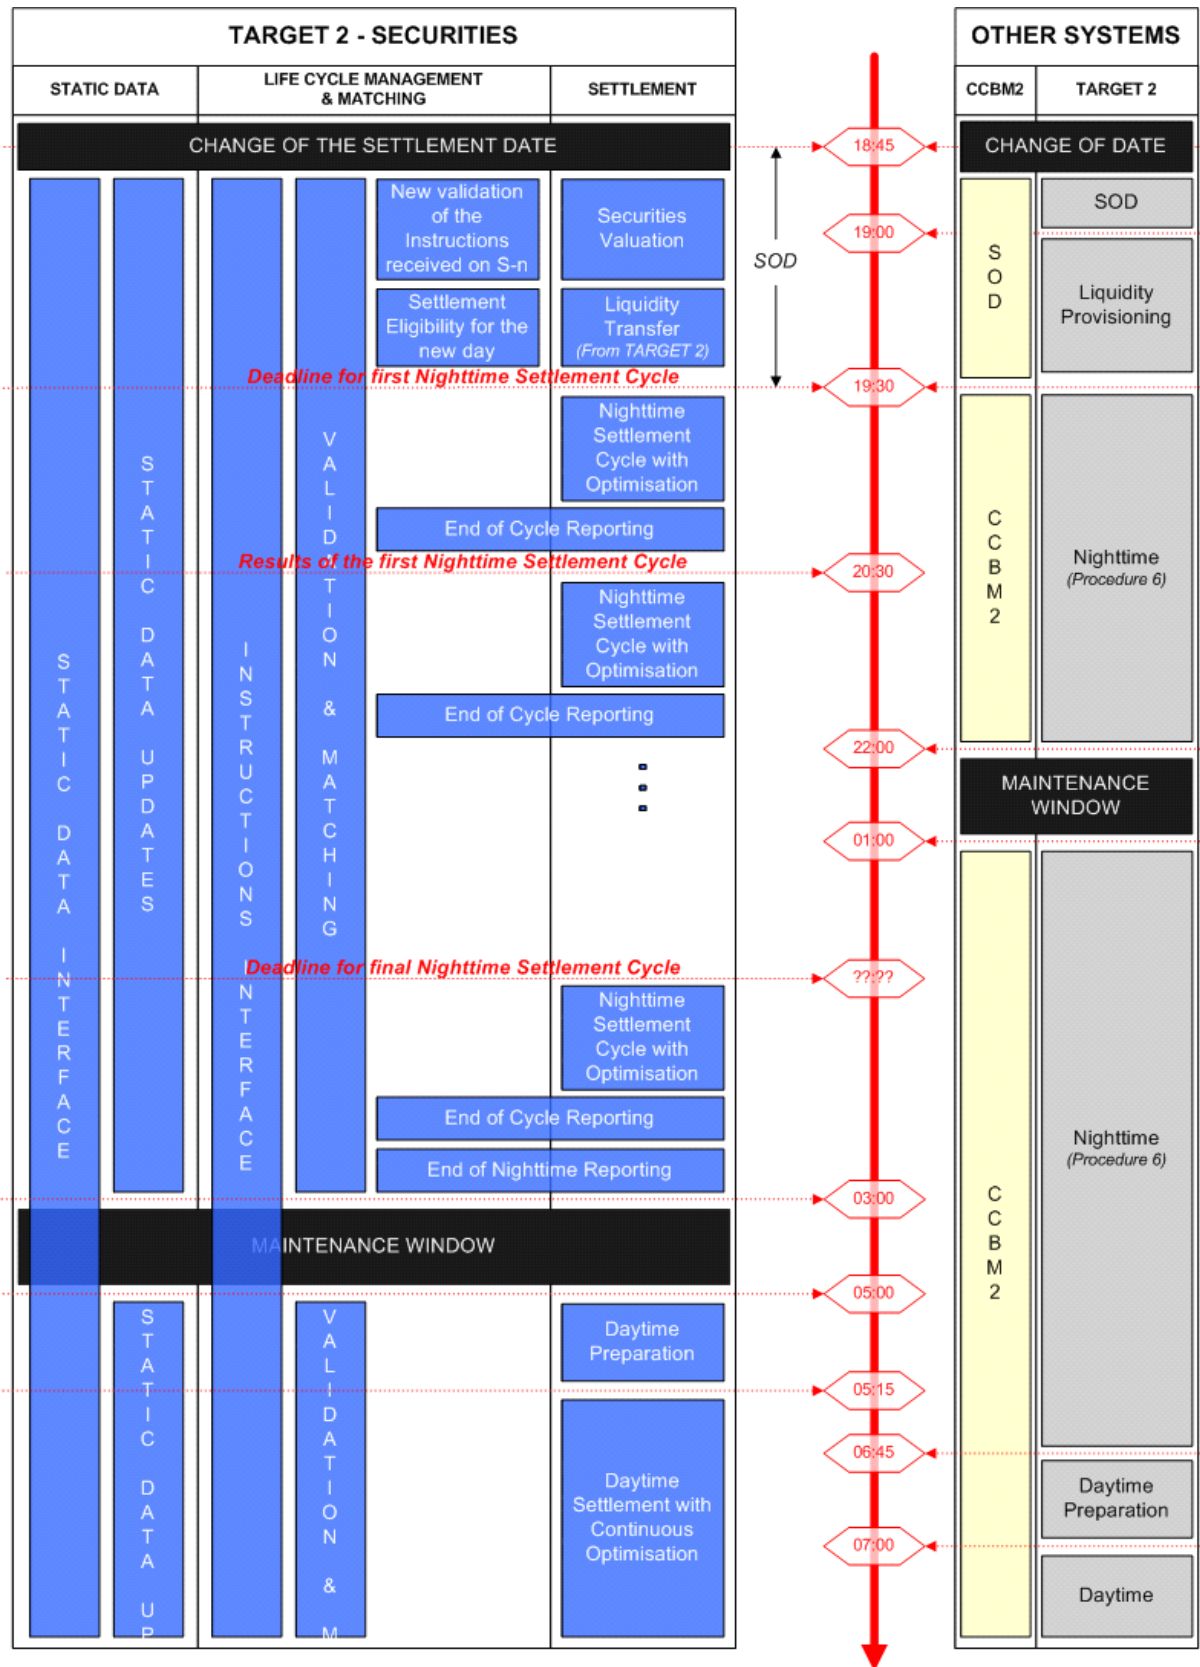 TARGET 2 - SECURITIES
OTHER SYSTEMS
STATIC DATA
LIFE CYCLE MANAGEMENT
& MATCHING
SETTLEMENT
CCBM2
TARGET 2
CHANGE OF THE SETTLEMENT DATE
18:45
CHANGE OF DATE
New validation
of the
Instructions
received on S-n
Securities
Valuation
SOD
19:00
SOD
SOD
Settlement
Eligibility for the
new day
Liquidity
Transfer
(From TARGET 2)
Liquidity
Provisioning
Deadline for first Nighttime Settlement Cycle
19:30
Nighttime
Settlement
Cycle with
Optimisation
End of Cycle Reporting
Results of the first Nighttime Settlement Cycle
20:30
CCBM2
Nighttime
(Procedure 6)
Nighttime
Settlement
Cycle with
Optimisation
End of Cycle Reporting
STATIC DATA INTERFACE
STATIC DATA UPDATES
INSTRUCTIONS INTERFACE
VALIDATION & MATCHING
22:00
MAINTENANCE
WINDOW
01:00
Deadline for final Nighttime Settlement Cycle
??:??
Nighttime
Settlement
Cycle with
Optimisation
End of Cycle Reporting
End of Nighttime Reporting
Nighttime
(Procedure 6)
CCBM2
03:00
MAINTENANCE WINDOW
05:00
STATIC DATA UP
VALIDATION & M
Daytime
Preparation
05:15
06:45
Daytime
Settlement with
Continuous
Optimisation
Daytime
Preparation
07:00
Daytime